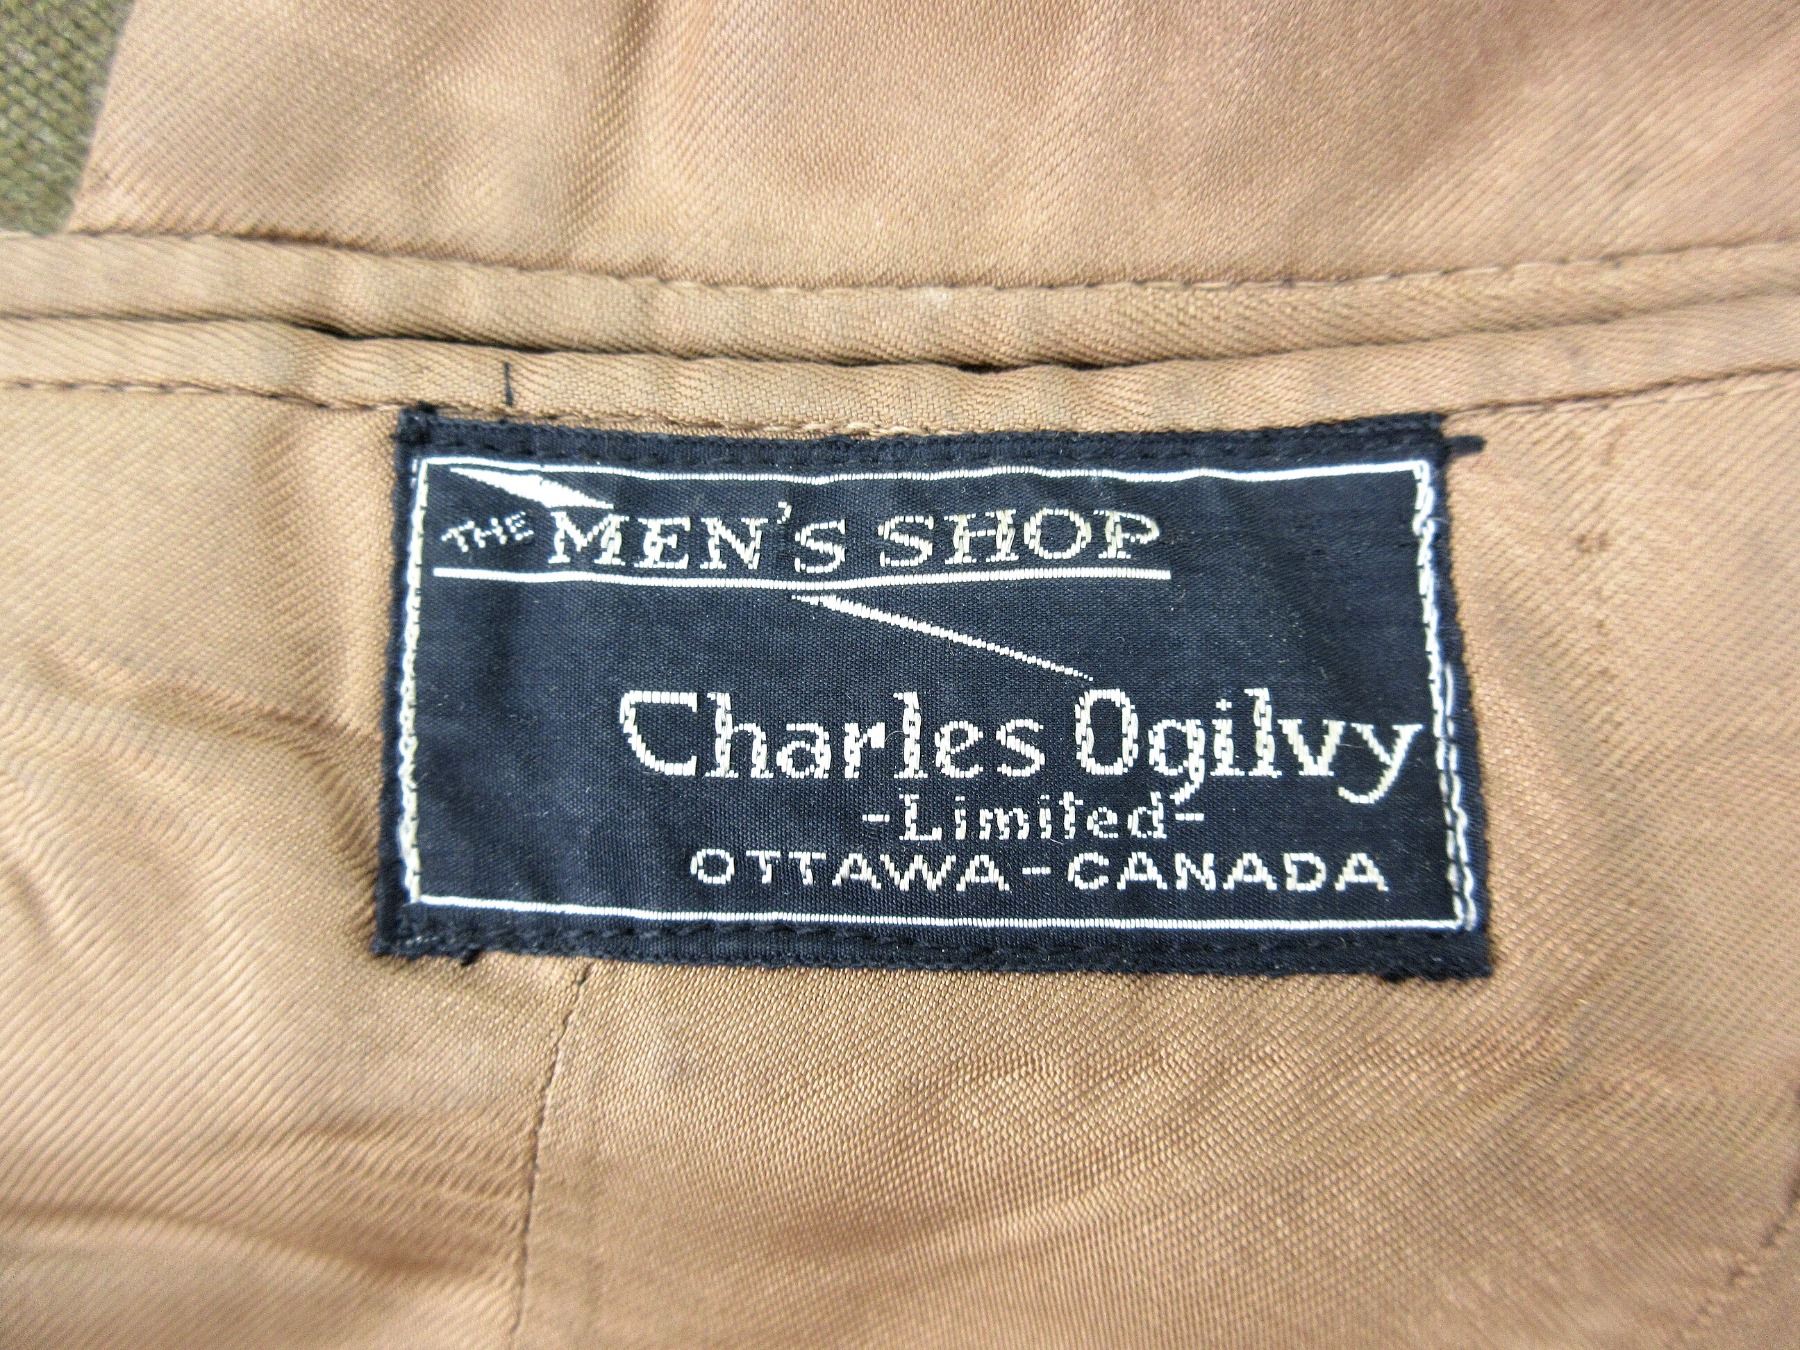 THE MEN'S SHOP
Charles Ogilvy
-Limited-
OTTAWA-CANADA